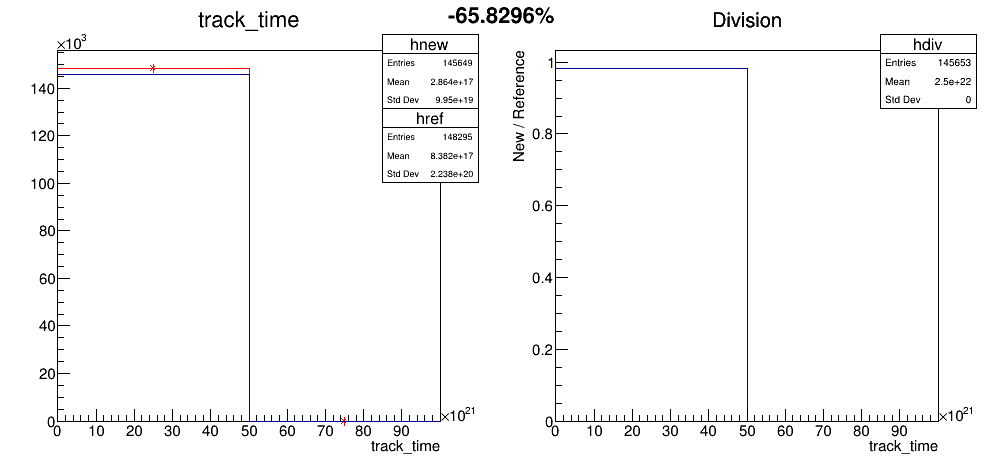 -65.8296%
track_time
×10³
140
120
100
80
60
40
20
0
0 10 20 30 40 50 60 70 80 90
×10²¹
track_time
hnew
Entries 145649
Mean 2.864e+17
Std Dev 9.95e+19
href
Entries 148295
Mean 8.382e+17
Std Dev 2.238e+20
Division
New / Reference
1
0.8
0.6
0.4
0.2
0
0 10 20 30 40 50 60 70 80 90
×10²¹
track_time
hdiv
Entries 145653
Mean 2.5e+22
Std Dev 0